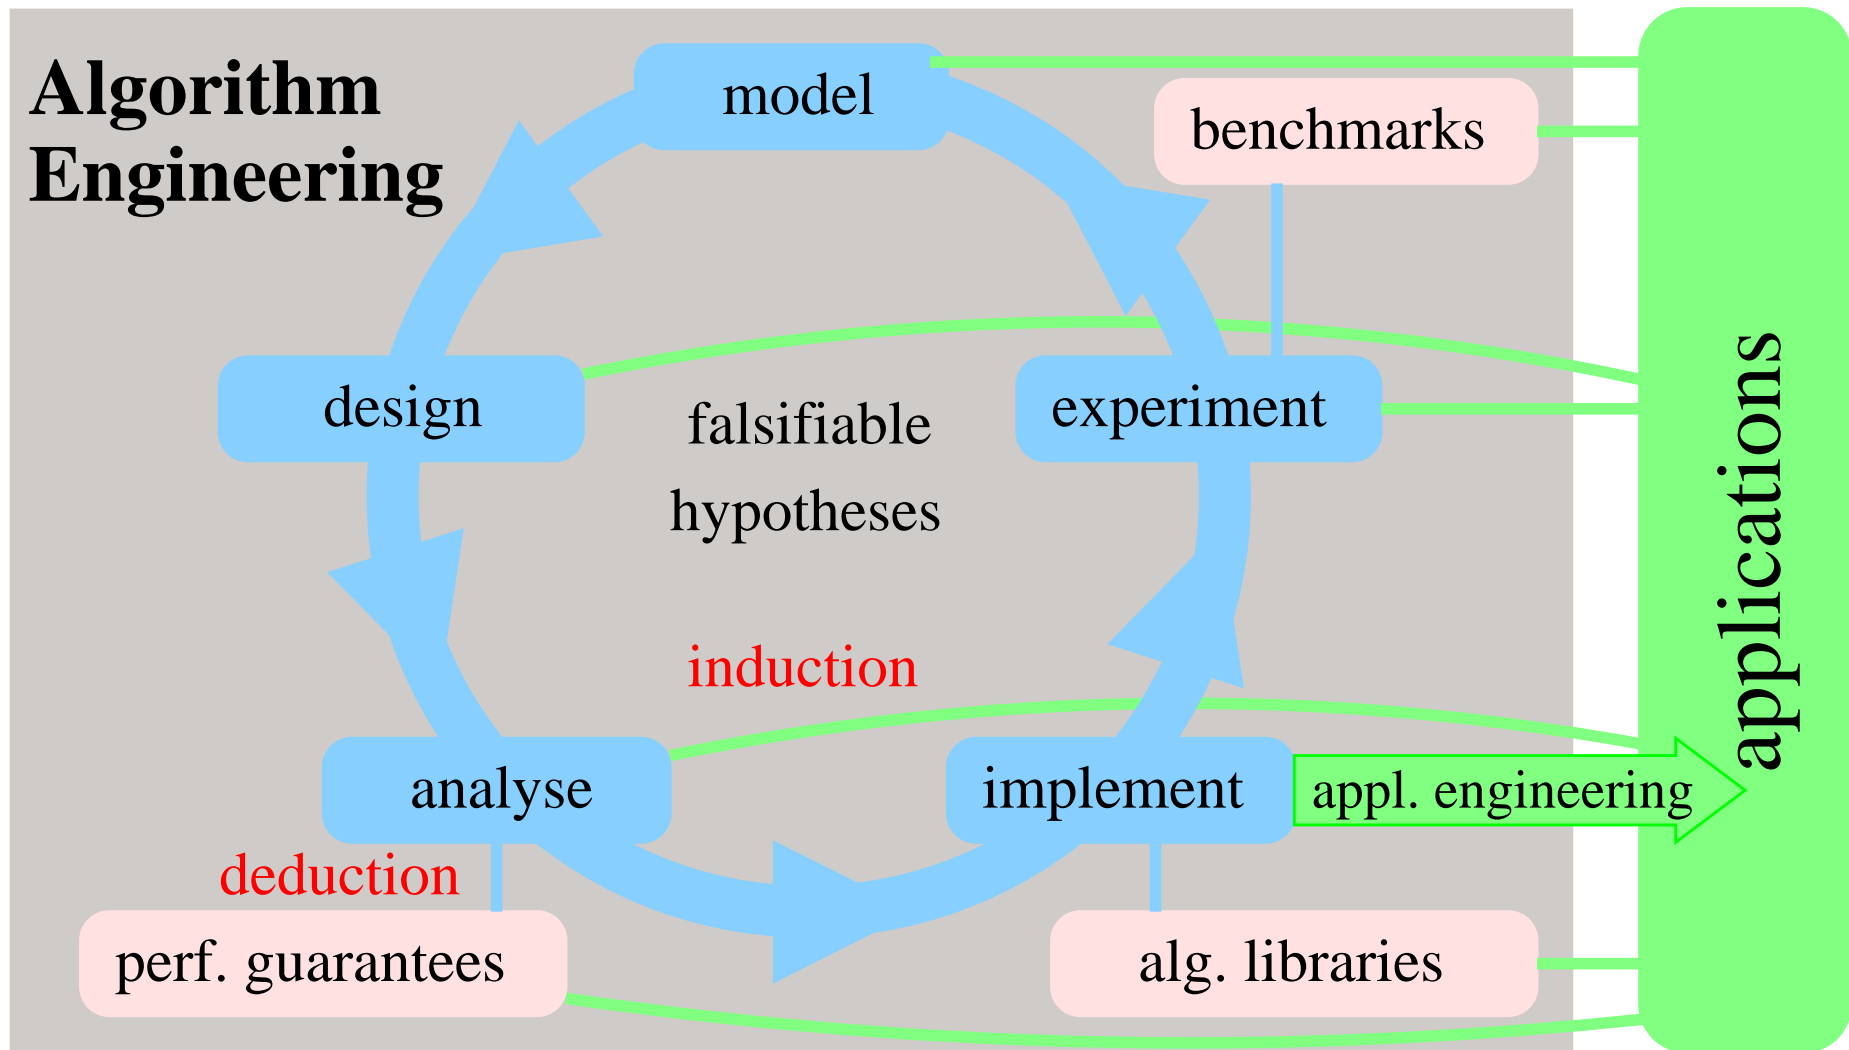 Algorithm
Engineering
model
benchmarks
design
falsifiable
hypotheses
experiment
applications
induction
analyse
implement
appl. engineering
deduction
perf. guarantees
alg. libraries